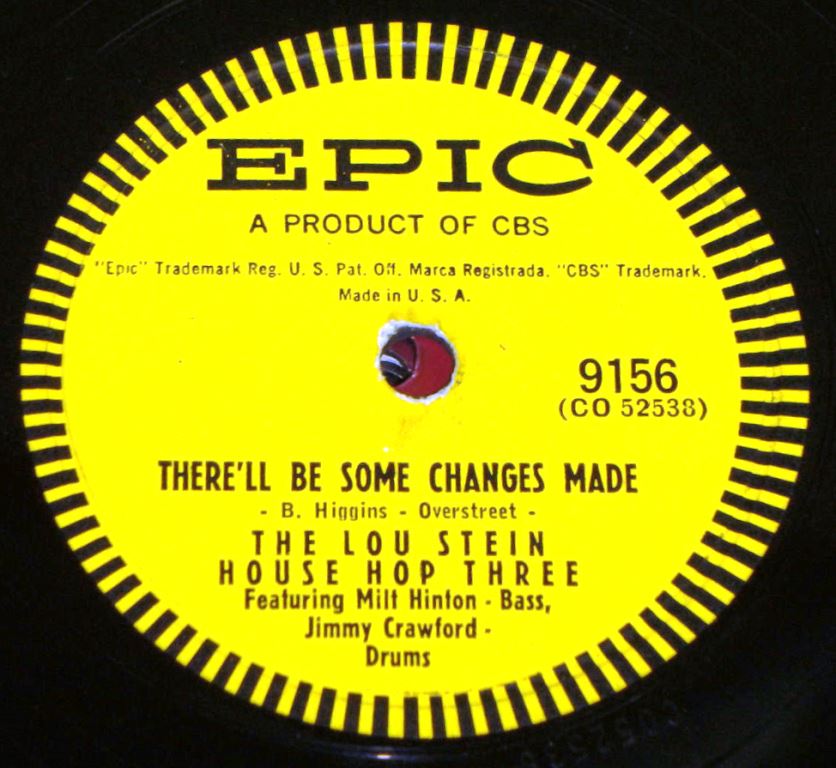 EPIC
A PRODUCT OF CBS
"Epic" Trademark Reg. U. S. Pat. Off. Marca Registrada. "CBS" Trademark.
Made in U. S. A.
9156
(CO 52538)
THERE'LL BE SOME CHANGES MADE
- B. Higgins - Overstreet -
THE LOU STEIN
HOUSE HOP THREE
Featuring Milt Hinton - Bass,
Jimmy Crawford -
Drums